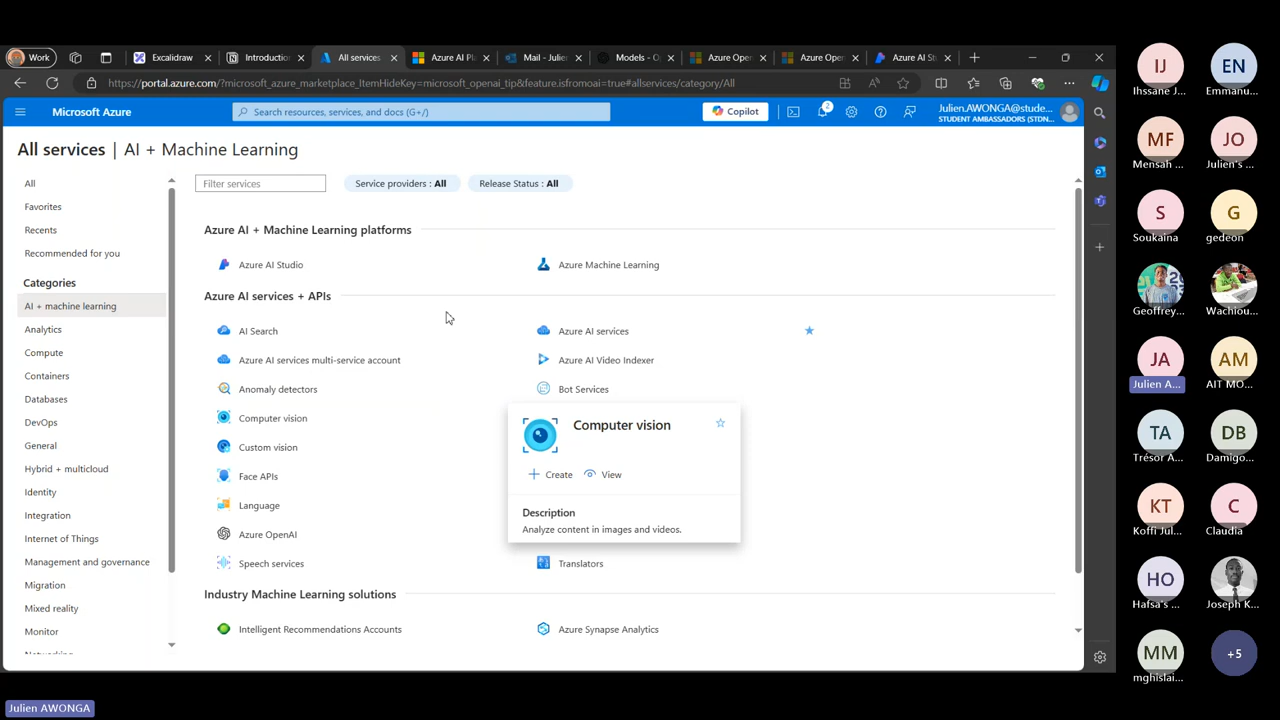 Work
Excalidraw
Introduction
All services
Azure AI Pl
Mail - Julien
Models - Op
Azure Open
Azure Open
Azure AI St
https://portal.azure.com/?microsoft_azure_marketplace_ItemHideKey=microsoft_openai_tip&feature.isfromoai=true#allservices/category/All
Microsoft Azure
Search resources, services, and docs (G+/)
Copilot
2
Julien.AWONGA@stude...
STUDENT AMBASSADORS (STDN...
All services | AI + Machine Learning
All
Favorites
Recents
Recommended for you
Categories
AI + machine learning
Analytics
Compute
Containers
Databases
DevOps
General
Hybrid + multicloud
Identity
Integration
Internet of Things
Management and governance
Migration
Mixed reality
Monitor
Networking
Filter services
Service providers : All
Release Status : All
Azure AI + Machine Learning platforms
Azure AI Studio
Azure Machine Learning
Azure AI services + APIs
AI Search
Azure AI services
Azure AI services multi-service account
Azure AI Video Indexer
Anomaly detectors
Bot Services
Computer vision
Custom vision
Face APIs
Language
Azure OpenAI
Speech services
Translators
Computer vision
Create
View
Description
Analyze content in images and videos.
Industry Machine Learning solutions
Intelligent Recommendations Accounts
Azure Synapse Analytics
IJ
Ihssane J...
EN
Emmanu...
MF
Mensah ...
JO
Julien's ...
S
Soukaina
G
gedeon
Geoffrey...
Wachiou...
JA
Julien A...
AM
AIT MO...
TA
Trésor A...
DB
Damigo...
KT
Koffi Jul...
C
Claudia
HO
Hafsa's ...
Joseph K...
MM
mghislai...
+5
Julien AWONGA